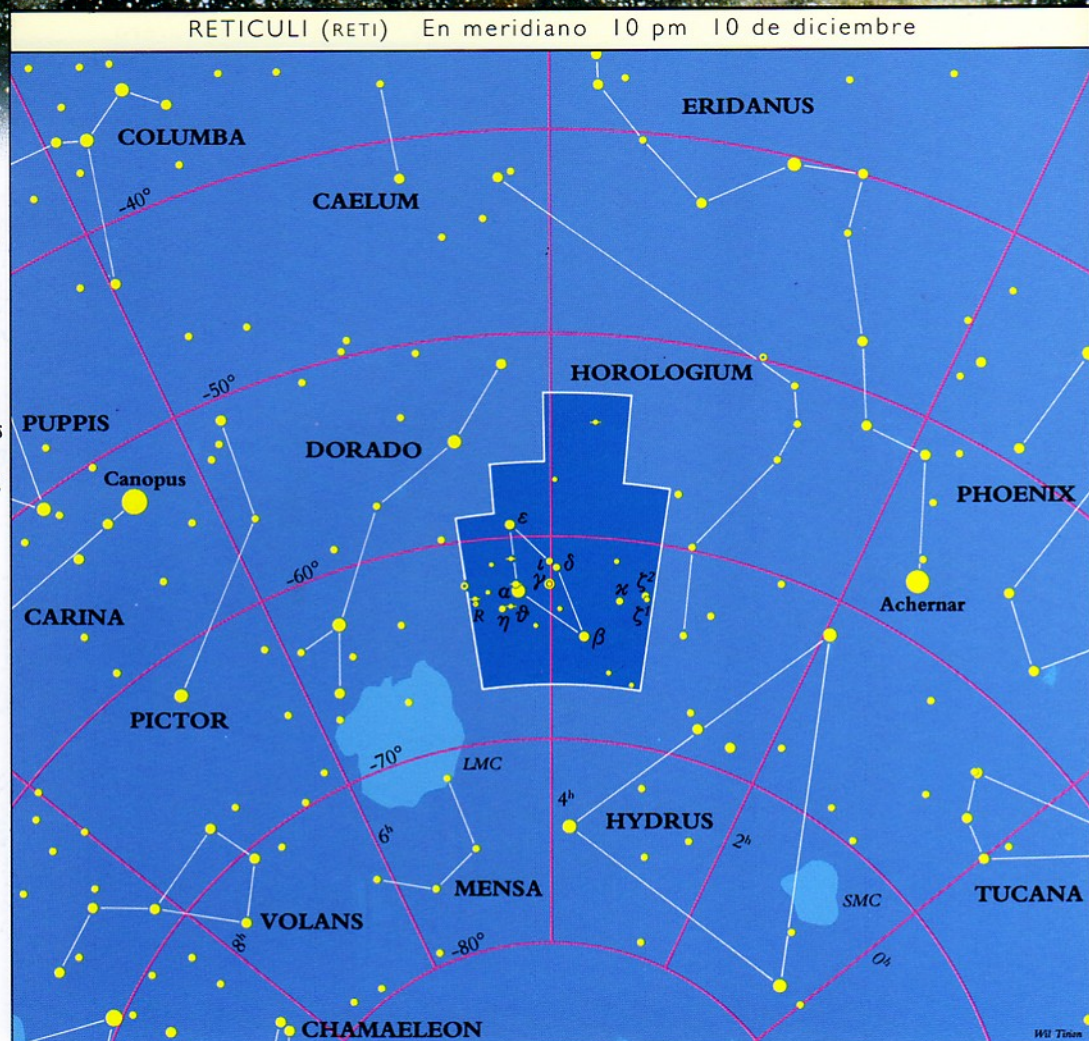 RETICULI (RETI) En meridiano 10 pm 10 de diciembre
ERIDANUS
COLUMBA
-40°
CAELUM
-50°
HOROLOGIUM
PUPPIS
DORADO
Canopus
PHOENIX
ε
-60°
ι δ
γ
α
ϰ ζ²
ζ¹
R η ϑ
β
CARINA
Achernar
PICTOR
-70°
LMC
4ʰ
6ʰ
HYDRUS
2ʰ
MENSA
SMC
TUCANA
VOLANS
8ʰ
-80°
0ʰ
CHAMAELEON
Wil Tirion